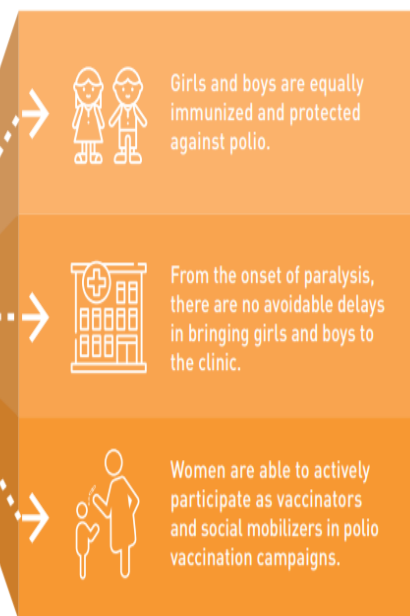 Girls and boys are equally
immunized and protected
against polio.
From the onset of paralysis,
there are no avoidable delays
in bringing girls and boys to
the clinic.
Women are able to actively
participate as vaccinators
and social mobilizers in polio
vaccination campaigns.